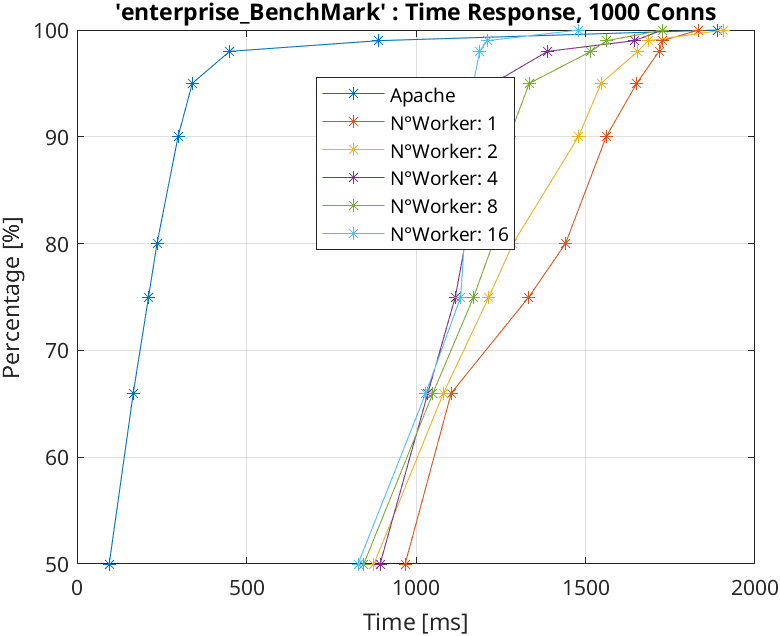 'enterprise_BenchMark' : Time Response, 1000 Conns
100
90
80
70
60
50
Percentage [%]
Apache
N°Worker: 1
N°Worker: 2
N°Worker: 4
N°Worker: 8
N°Worker: 16
0 500 1000 1500 2000
Time [ms]